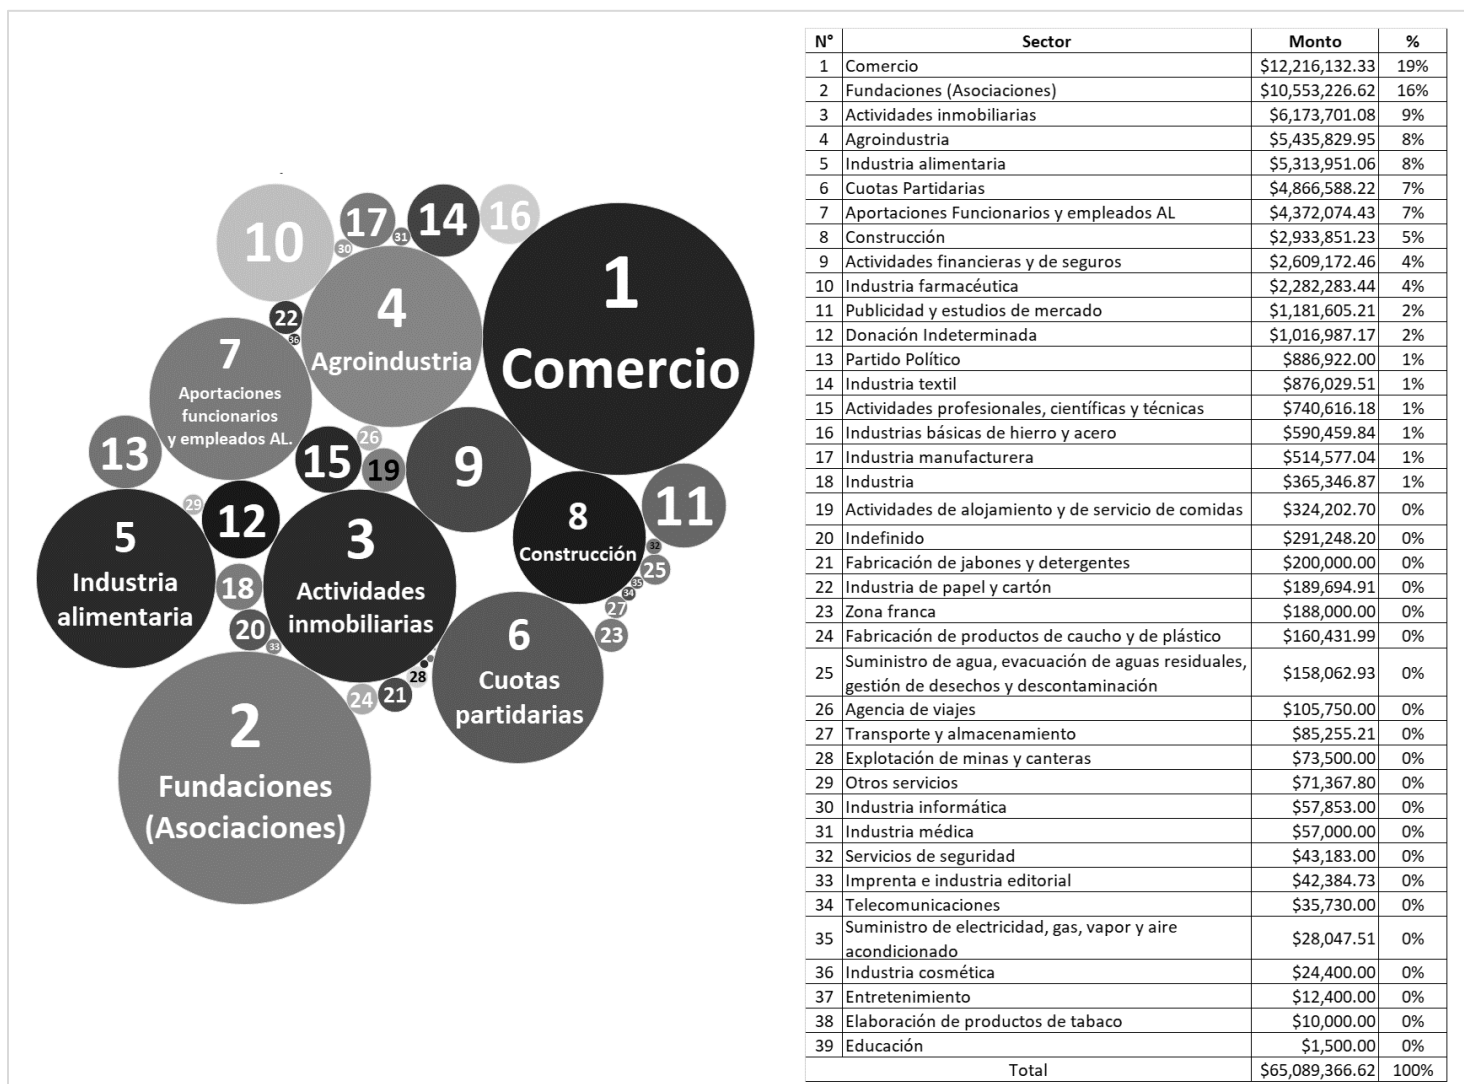 10
17
14
16
30
31
1
Comercio
4
Agroindustria
22
36
7
Aportaciones
funcionarios
y empleados AL.
13
26
15
19
9
11
29
12
5
Industria
alimentaria
3
Actividades
inmobiliarias
8
Construcción
32
25
35
34
27
23
18
20
33
6
Cuotas
partidarias
28
24
21
2
Fundaciones
(Asociaciones)
N° Sector Monto %
1 Comercio $12,216,132.33 19%
2 Fundaciones (Asociaciones) $10,553,226.62 16%
3 Actividades inmobiliarias $6,173,701.08 9%
4 Agroindustria $5,435,829.95 8%
5 Industria alimentaria $5,313,951.06 8%
6 Cuotas Partidarias $4,866,588.22 7%
7 Aportaciones Funcionarios y empleados AL $4,372,074.43 7%
8 Construcción $2,933,851.23 5%
9 Actividades financieras y de seguros $2,609,172.46 4%
10 Industria farmacéutica $2,282,283.44 4%
11 Publicidad y estudios de mercado $1,181,605.21 2%
12 Donación Indeterminada $1,016,987.17 2%
13 Partido Político $886,922.00 1%
14 Industria textil $876,029.51 1%
15 Actividades profesionales, científicas y técnicas $740,616.18 1%
16 Industrias básicas de hierro y acero $590,459.84 1%
17 Industria manufacturera $514,577.04 1%
18 Industria $365,346.87 1%
19 Actividades de alojamiento y de servicio de comidas $324,202.70 0%
20 Indefinido $291,248.20 0%
21 Fabricación de jabones y detergentes $200,000.00 0%
22 Industria de papel y cartón $189,694.91 0%
23 Zona franca $188,000.00 0%
24 Fabricación de productos de caucho y de plástico $160,431.99 0%
25 Suministro de agua, evacuación de aguas residuales,
gestión de desechos y descontaminación $158,062.93 0%
26 Agencia de viajes $105,750.00 0%
27 Transporte y almacenamiento $85,255.21 0%
28 Explotación de minas y canteras $73,500.00 0%
29 Otros servicios $71,367.80 0%
30 Industria informática $57,853.00 0%
31 Industria médica $57,000.00 0%
32 Servicios de seguridad $43,183.00 0%
33 Imprenta e industria editorial $42,384.73 0%
34 Telecomunicaciones $35,730.00 0%
35 Suministro de electricidad, gas, vapor y aire
acondicionado $28,047.51 0%
36 Industria cosmética $24,400.00 0%
37 Entretenimiento $12,400.00 0%
38 Elaboración de productos de tabaco $10,000.00 0%
39 Educación $1,500.00 0%
Total $65,089,366.62 100%